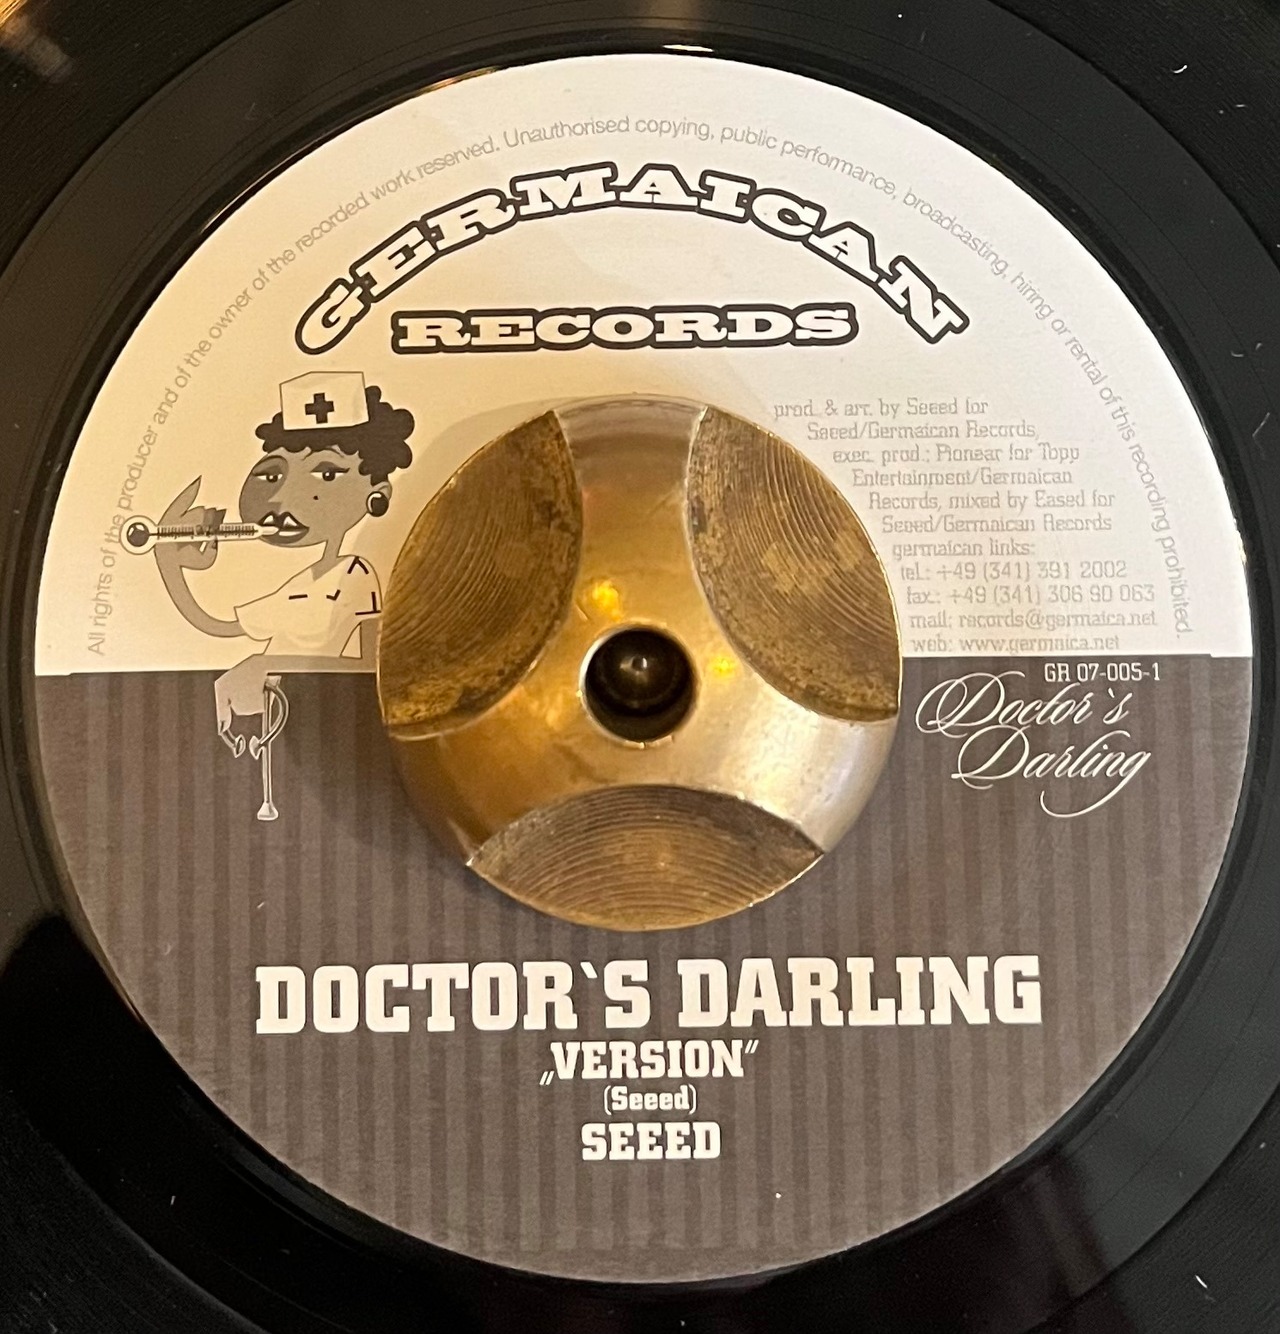 All rights of the producer and of the owner of the recorded work reserved. Unauthorised copying, public performance, broadcasting, hiring or rental of this recording prohibited.
GERMAICAN
RECORDS
prod. & arr. by Seeed for
Seeed/Germaican Records,
exec. prod.: Pionear for Topy
Entertainment/Germaican
Records, mixed by Eased for
Seeed/Germaican Records
germaican links:
tel.: +49 (341) 391 2002
fax.: +49 (341) 306 90 063
mail: records@germaica.net
web: www.germaica.net
GR 07-005-1
Doctor`s
Darling
DOCTOR`S DARLING
„VERSION“
(Seeed)
SEEED